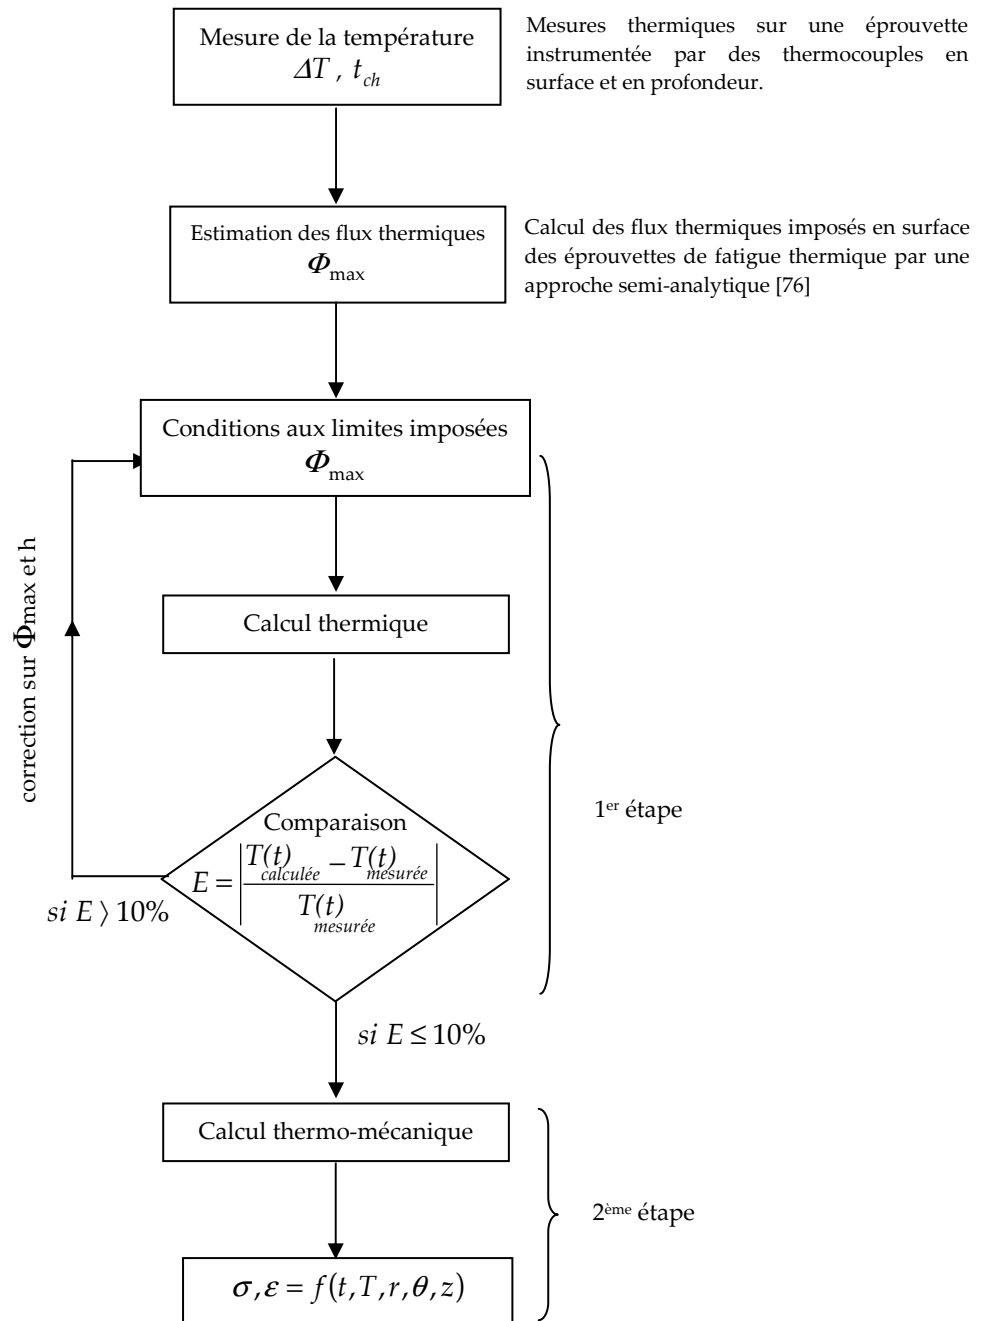 Mesure de la température
ΔT , t_ch
Mesures thermiques sur une éprouvette
instrumentée par des thermocouples en
surface et en profondeur.
Estimation des flux thermiques
Φ_max
Calcul des flux thermiques imposés en surface
des éprouvettes de fatigue thermique par une
approche semi-analytique [76]
Conditions aux limites imposées
Φ_max
correction sur Φmax et h
Calcul thermique
1er étape
Comparaison
E = |(T(t)_calculée − T(t)_mesurée) / T(t)_mesurée|
si E ⟩ 10%
si E ≤ 10%
Calcul thermo-mécanique
2ème étape
σ, ε = f(t, T, r, θ, z)